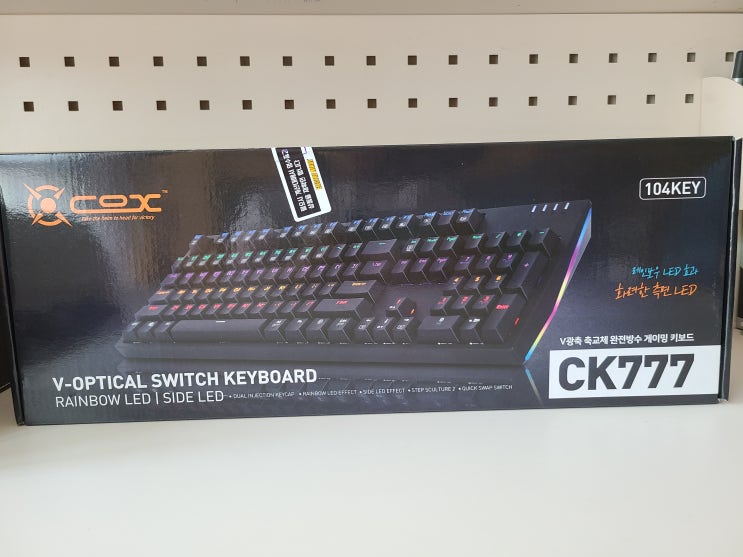 cox™
take the helm to head for victory
104KEY
레인보우 LED 효과
화려한 측면 LED
V광축 축교체 완전방수 게이밍 키보드
CK777
V-OPTICAL SWITCH KEYBOARD
RAINBOW LED | SIDE LED
• DUAL INJECTION KEYCAP • RAINBOW LED EFFECT • SIDE LED EFFECT • STEP SCULTURE 2 • QUICK SWAP SWITCH